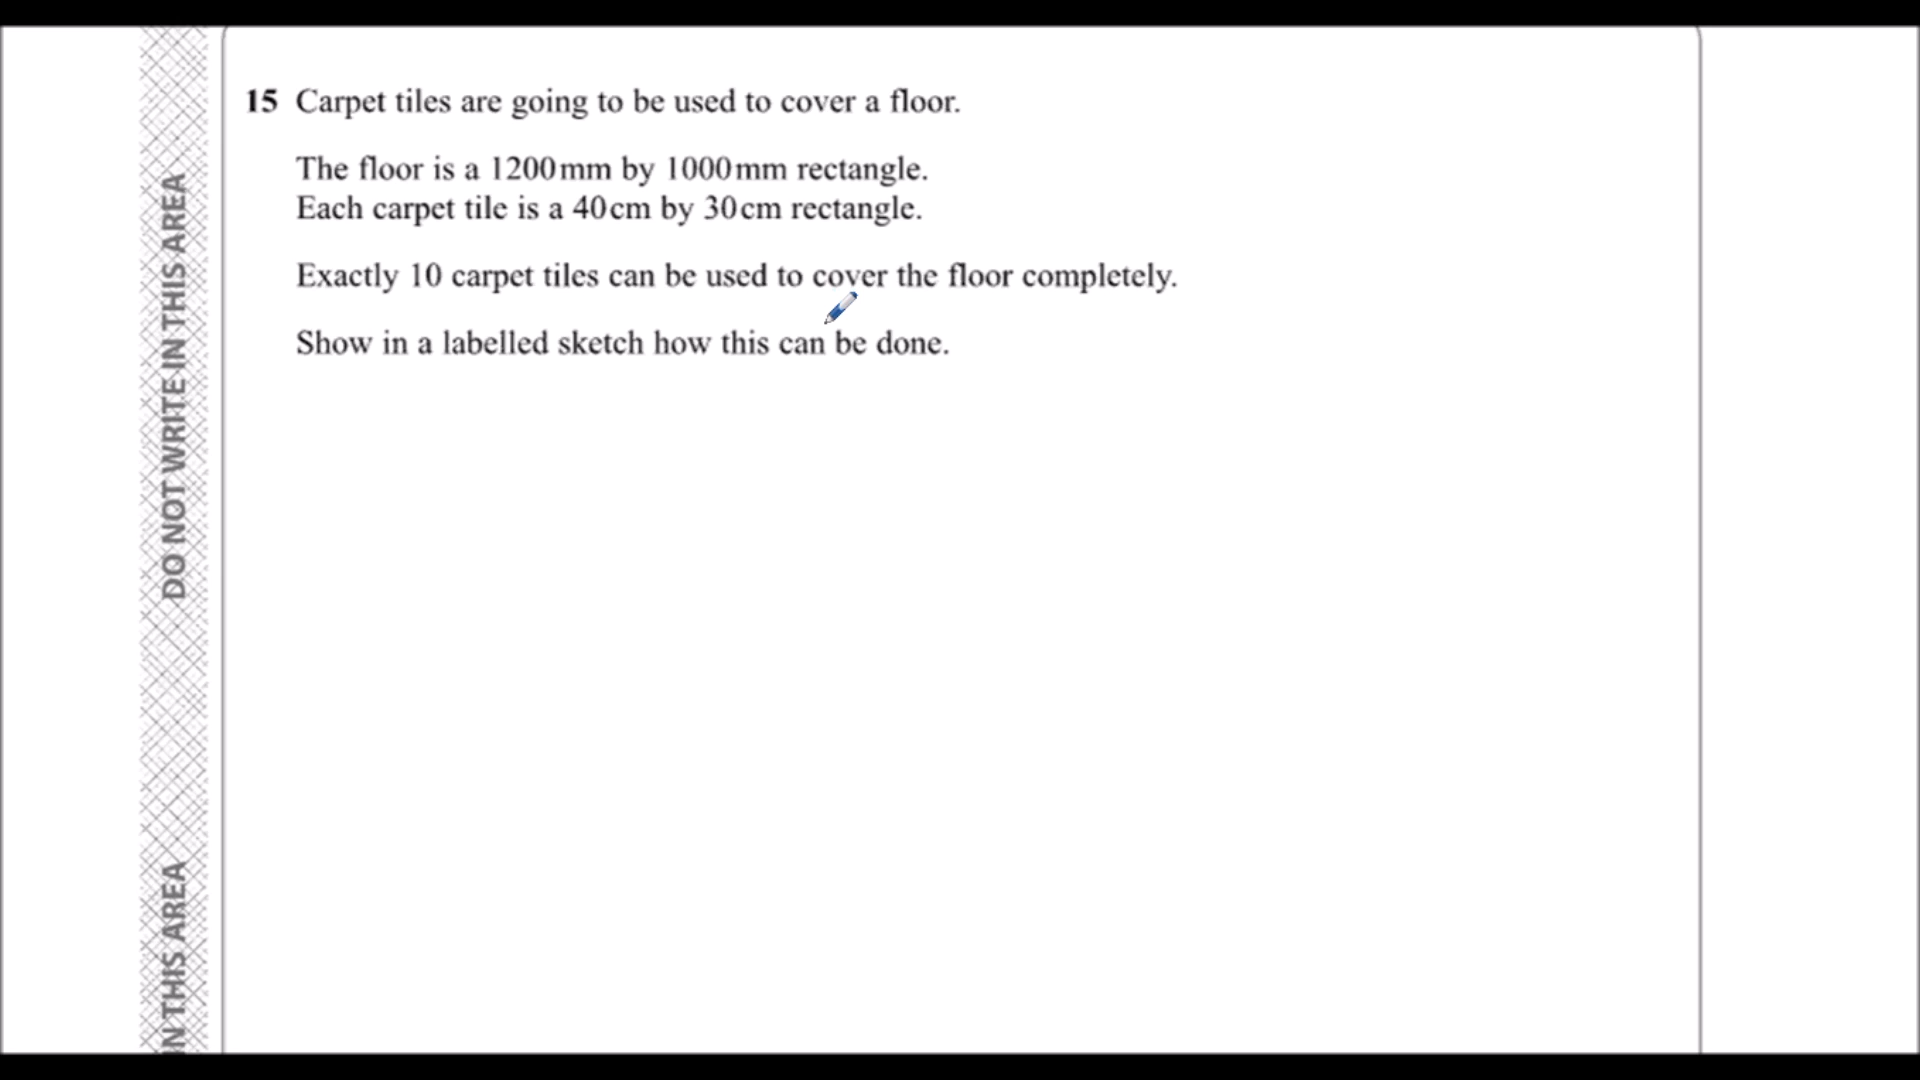 15 Carpet tiles are going to be used to cover a floor.
The floor is a 1200 mm by 1000 mm rectangle.
Each carpet tile is a 40 cm by 30 cm rectangle.
Exactly 10 carpet tiles can be used to cover the floor completely.
Show in a labelled sketch how this can be done.
DO NOT WRITE IN THIS AREA
IN THIS AREA